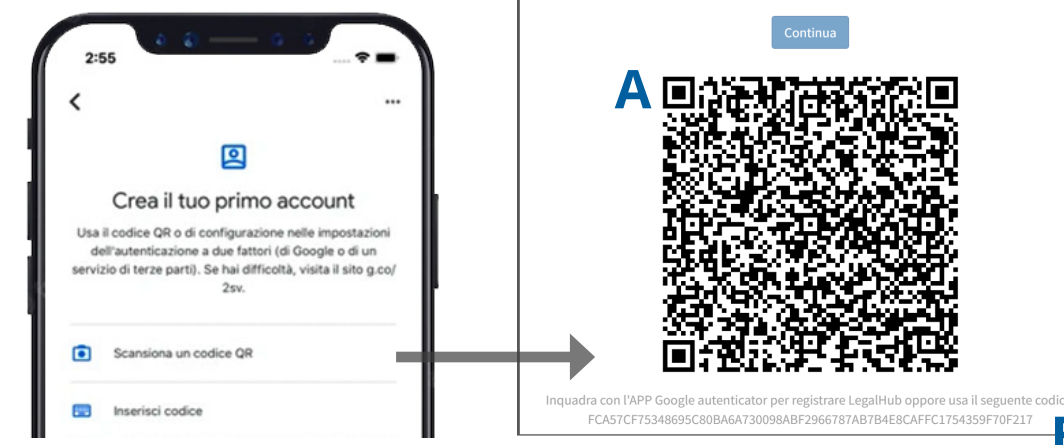 2:55
Crea il tuo primo account
Usa il codice QR o di configurazione nelle impostazioni
dell'autenticazione a due fattori (di Google o di un
servizio di terze parti). Se hai difficoltà, visita il sito g.co/
2sv.
Scansiona un codice QR
Inserisci codice
Continua
A
Inquadra con l'APP Google autenticator per registrare LegalHub oppure usa il seguente codic
FCA57CF75348695C80BA6A730098ABF2966787AB7B4E8CAFFC1754359F70F217